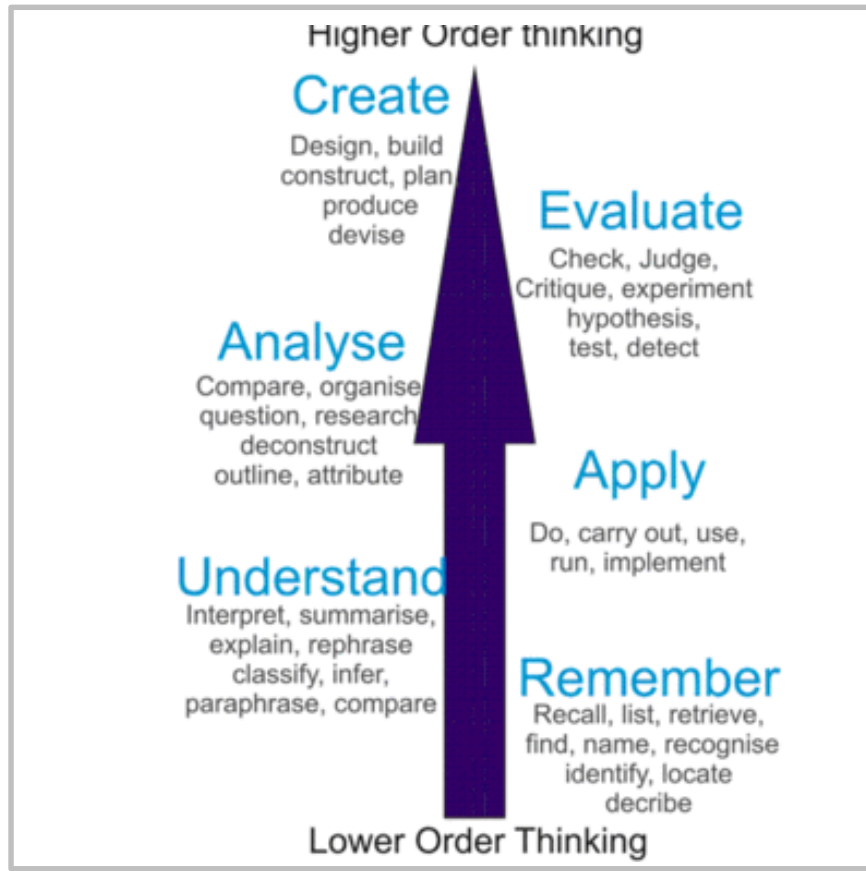 Higher Order thinking
Create
Design, build
construct, plan
produce
devise
Evaluate
Check, Judge,
Critique, experiment
hypothesis,
test, detect
Analyse
Compare, organise
question, research
deconstruct
outline, attribute
Apply
Do, carry out, use,
run, implement
Understand
Interpret, summarise,
explain, rephrase
classify, infer,
paraphrase, compare
Remember
Recall, list, retrieve,
find, name, recognise
identify, locate
decribe
Lower Order Thinking